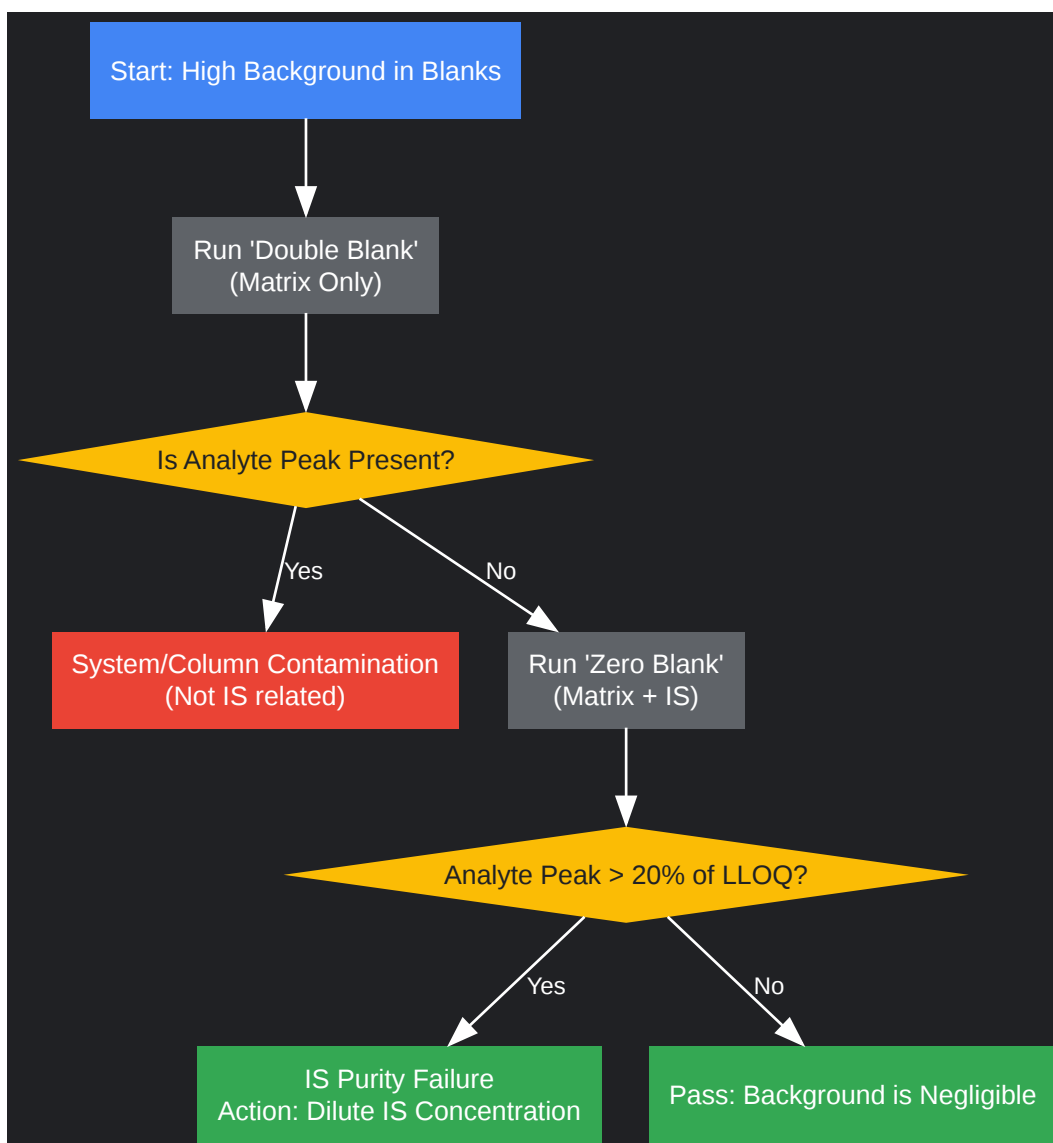 Start: High Background in Blanks
Run 'Double Blank'
(Matrix Only)
Is Analyte Peak Present?
Yes
No
System/Column Contamination
(Not IS related)
Run 'Zero Blank'
(Matrix + IS)
Analyte Peak > 20% of LLOQ?
Yes
No
IS Purity Failure
Action: Dilute IS Concentration
Pass: Background is Negligible